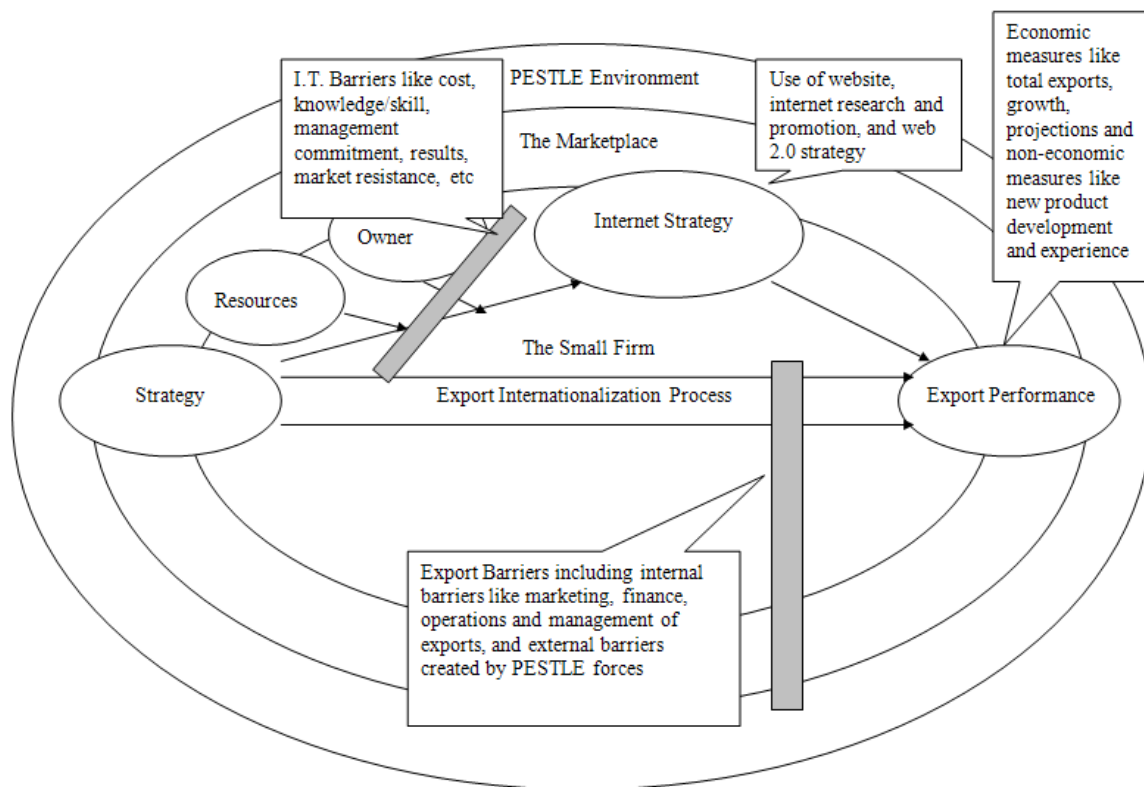 PESTLE Environment
The Marketplace
I.T. Barriers like cost,
knowledge/skill,
management
commitment, results,
market resistance, etc
Use of website,
internet research and
promotion, and web
2.0 strategy
Economic
measures like
total exports,
growth,
projections and
non-economic
measures like
new product
development
and experience
Owner
Internet Strategy
Resources
The Small Firm
Strategy
Export Internationalization Process
Export Performance
Export Barriers including internal
barriers like marketing, finance,
operations and management of
exports, and external barriers
created by PESTLE forces